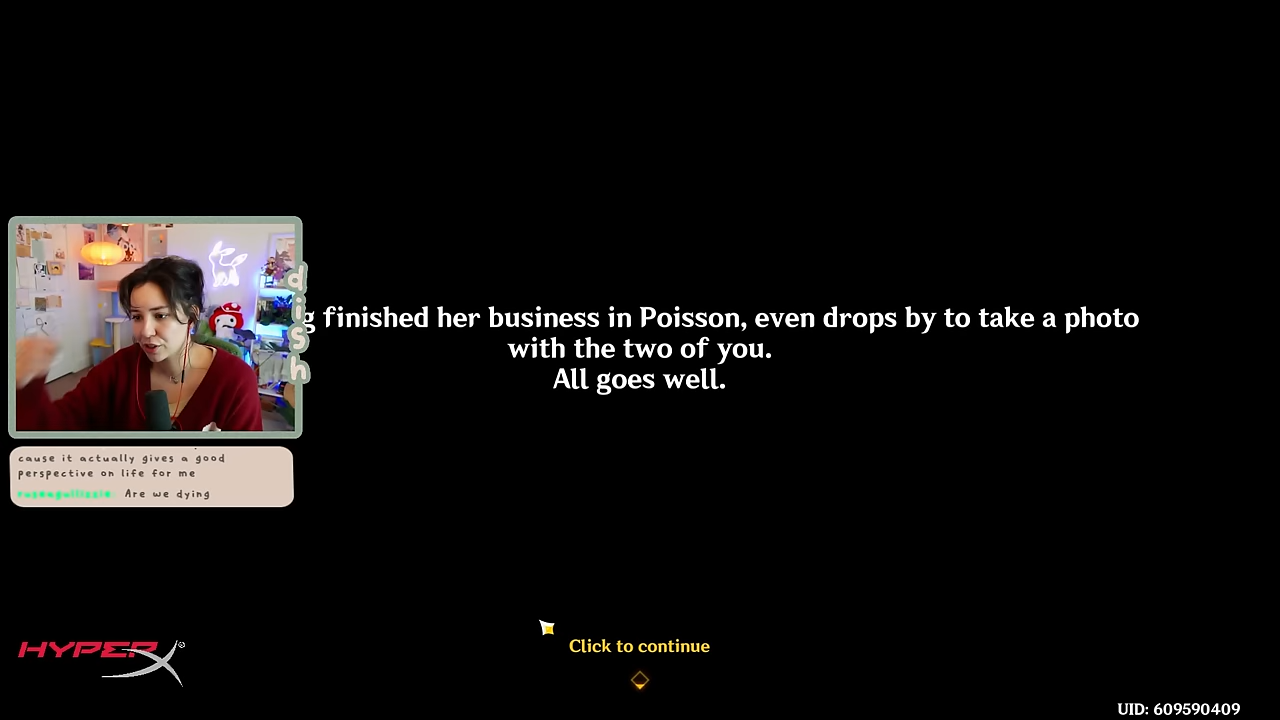 d
i
s
h
g finished her business in Poisson, even drops by to take a photo
with the two of you.
All goes well.
cause it actually gives a good
perspective on life for me
Are we dying
Click to continue
HYPERX
UID: 609590409